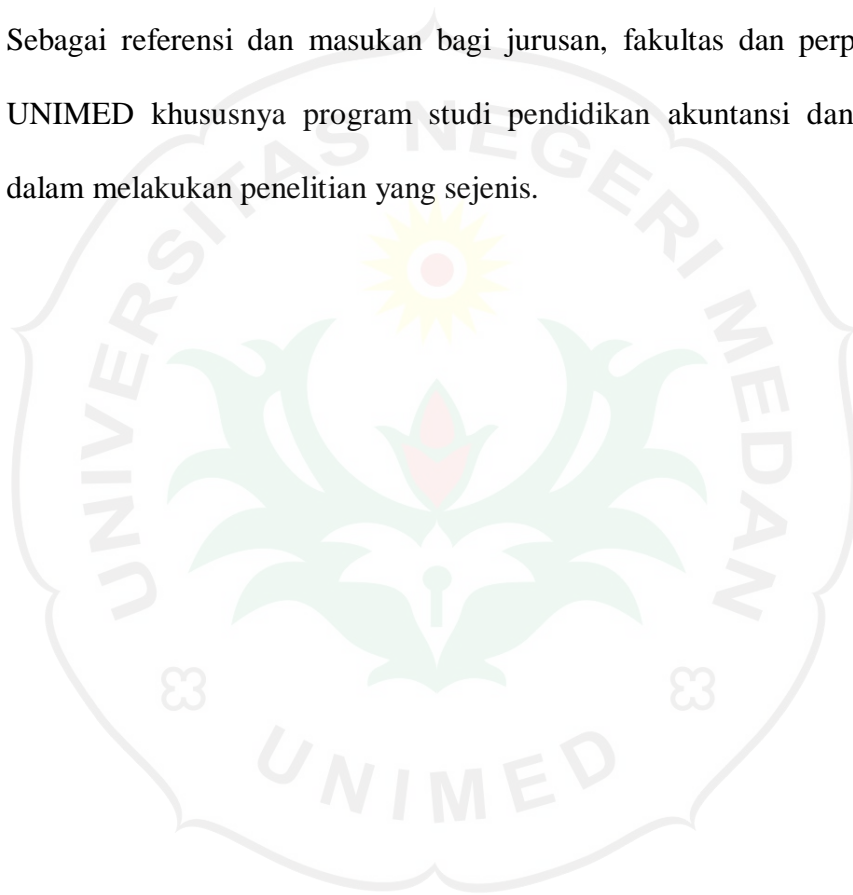 Sebagai referensi dan masukan bagi jurusan, fakultas dan perp
UNIMED khususnya program studi pendidikan akuntansi dan
dalam melakukan penelitian yang sejenis.
UNIVERSITAS NEGERI MEDAN
UNIMED